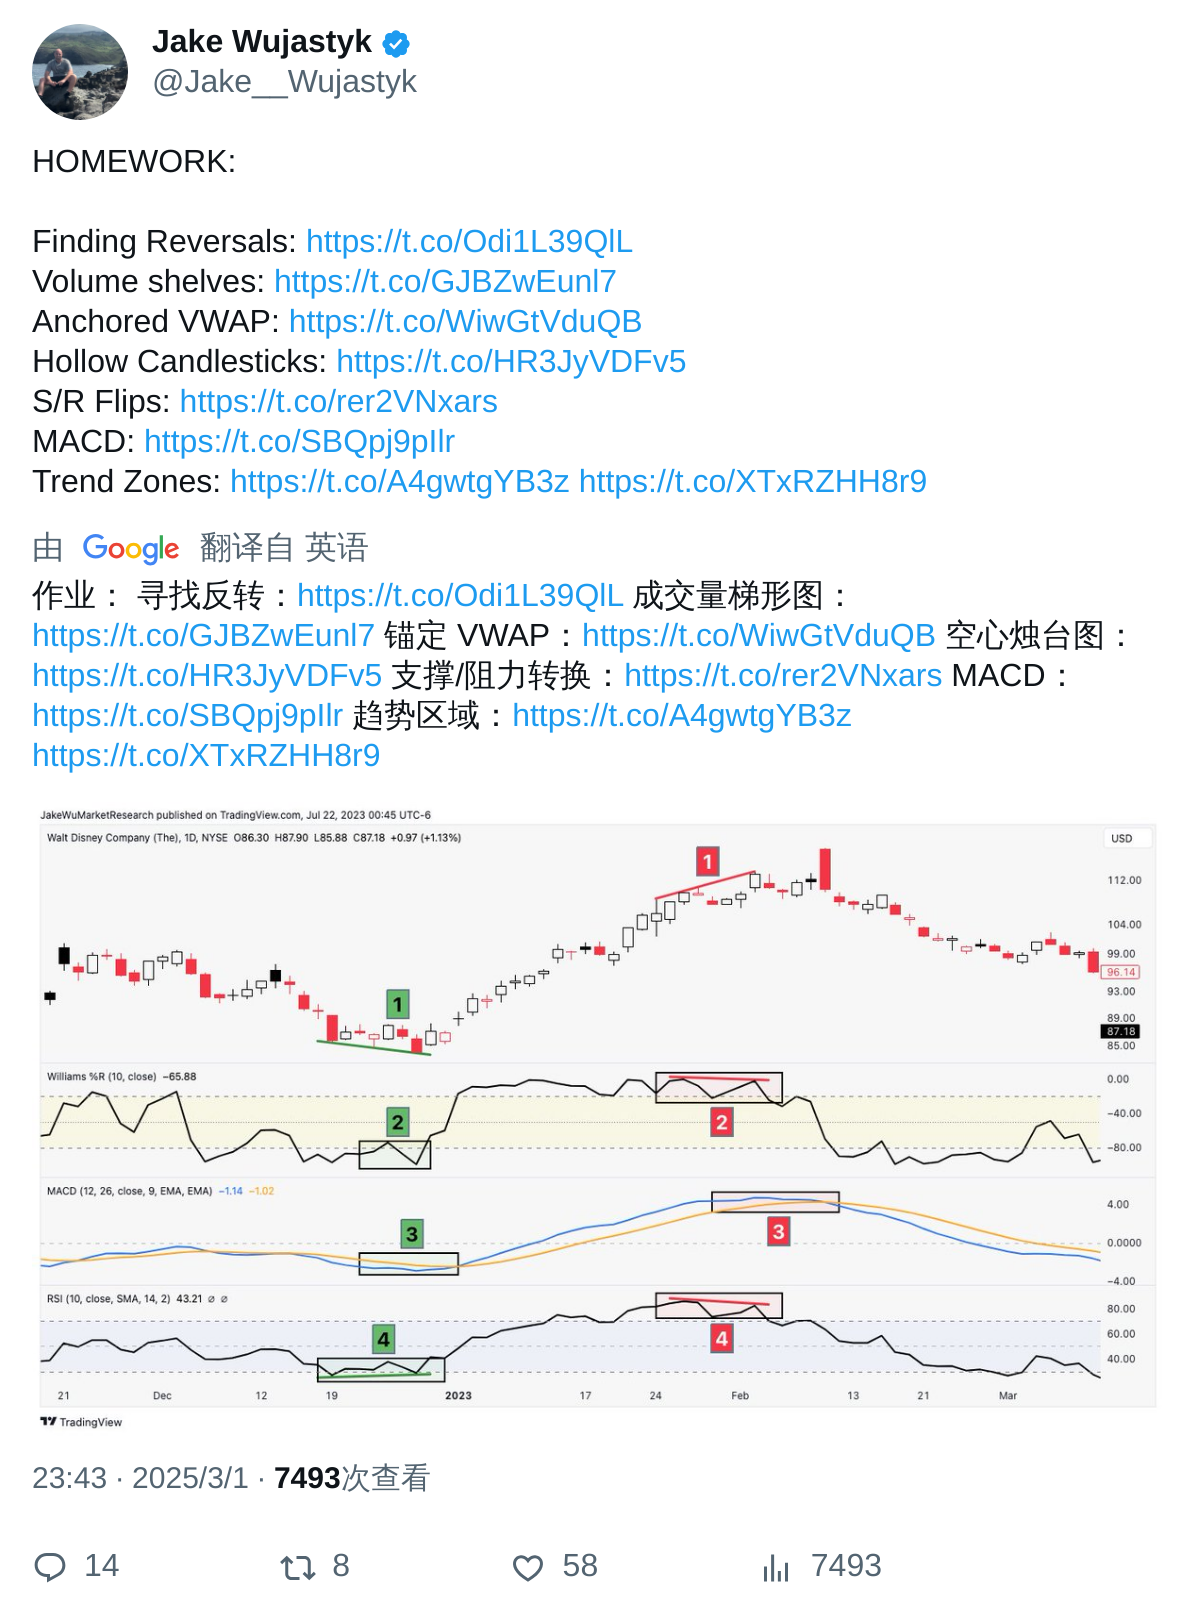 Jake Wujastyk
@Jake__Wujastyk
HOMEWORK:
Finding Reversals: https://t.co/Odi1L39QlL
Volume shelves: https://t.co/GJBZwEunl7
Anchored VWAP: https://t.co/WiwGtVduQB
Hollow Candlesticks: https://t.co/HR3JyVDFv5
S/R Flips: https://t.co/rer2VNxars
MACD: https://t.co/SBQpj9pIlr
Trend Zones: https://t.co/A4gwtgYB3z https://t.co/XTxRZHH8r9
由 Google 翻译自 英语
作业： 寻找反转：https://t.co/Odi1L39QlL 成交量梯形图：
https://t.co/GJBZwEunl7 锚定 VWAP：https://t.co/WiwGtVduQB 空心烛台图：
https://t.co/HR3JyVDFv5 支撑/阻力转换：https://t.co/rer2VNxars MACD：
https://t.co/SBQpj9pIlr 趋势区域：https://t.co/A4gwtgYB3z
https://t.co/XTxRZHH8r9
JakeWuMarketResearch published on TradingView.com, Jul 22, 2023 00:45 UTC-6
Walt Disney Company (The), 1D, NYSE O86.30 H87.90 L85.88 C87.18 +0.97 (+1.13%)
USD
1
112.00
104.00
99.00
96.14
93.00
1
89.00
87.18
85.00
Williams %R (10, close) −65.88
0.00
−40.00
2
2
−80.00
MACD (12, 26, close, 9, EMA, EMA) −1.14 −1.02
4.00
3
3
0.0000
−4.00
RSI (10, close, SMA, 14, 2) 43.21 ∅ ∅
80.00
4
4
60.00
40.00
21 Dec 12 19 2023 17 24 Feb 13 21 Mar
TradingView
23:43 · 2025/3/1 · 7493次查看
14 8 58 7493